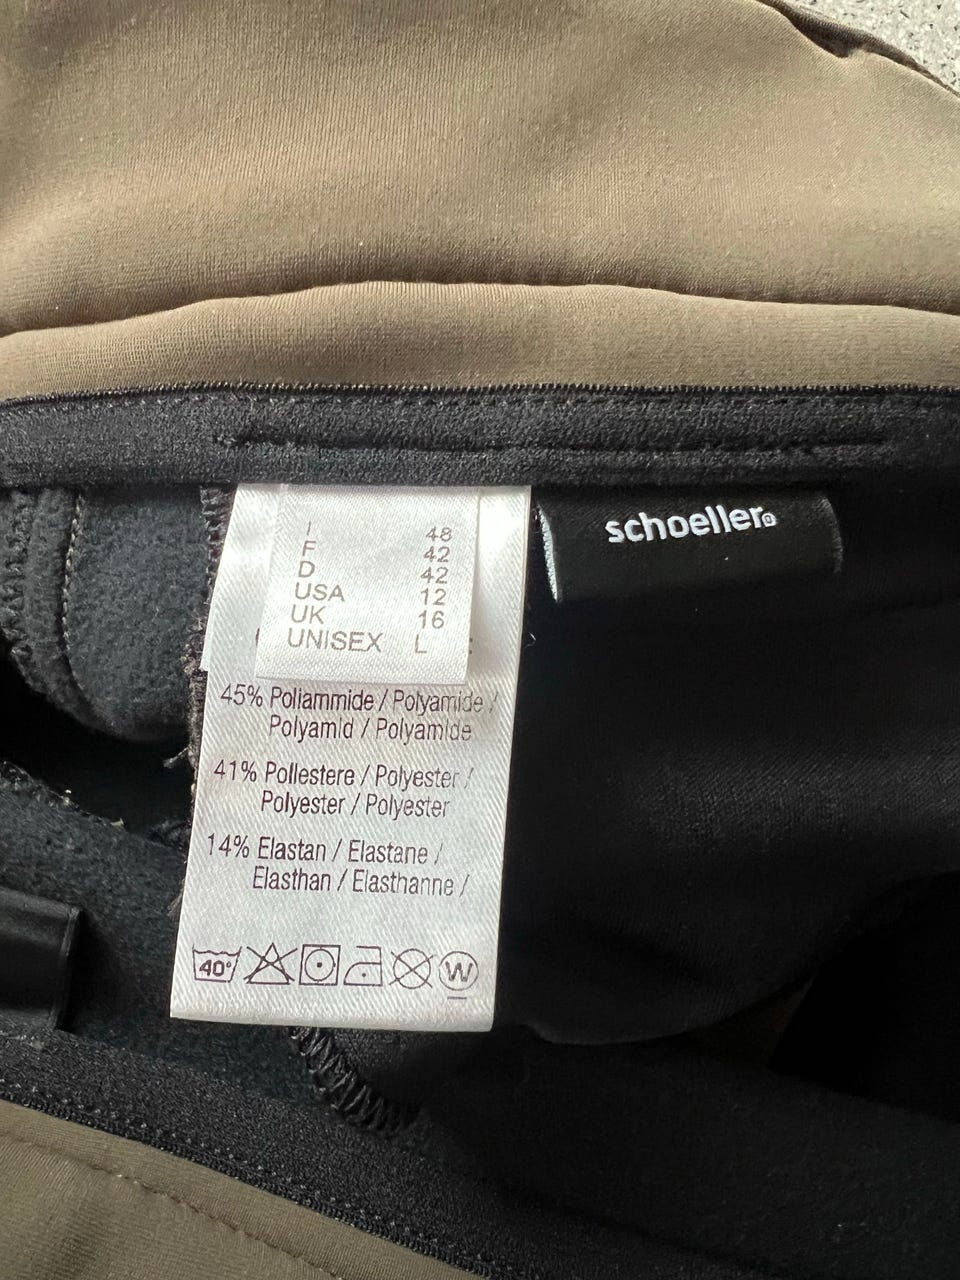 I 48
F 42
D 42
USA 12
UK 16
UNISEX L
schoeller®
45% Poliammide / Polyamide /
Polyamid / Polyamide
41% Poliestere / Polyester /
Polyester / Polyester
14% Elastan / Elastane /
Elasthan / Elasthanne /
40°
W